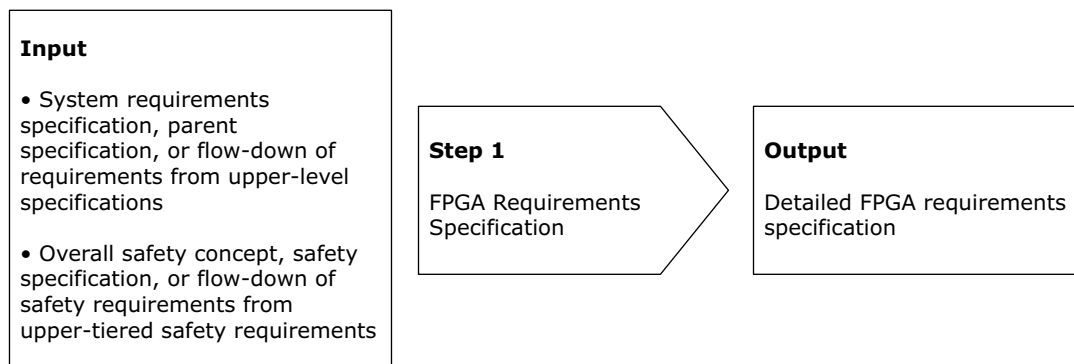 Input
• System requirements
specification, parent
specification, or flow-down of
requirements from upper-level
specifications
• Overall safety concept, safety
specification, or flow-down of
safety requirements from
upper-tiered safety requirements
Step 1
FPGA Requirements
Specification
Output
Detailed FPGA requirements
specification